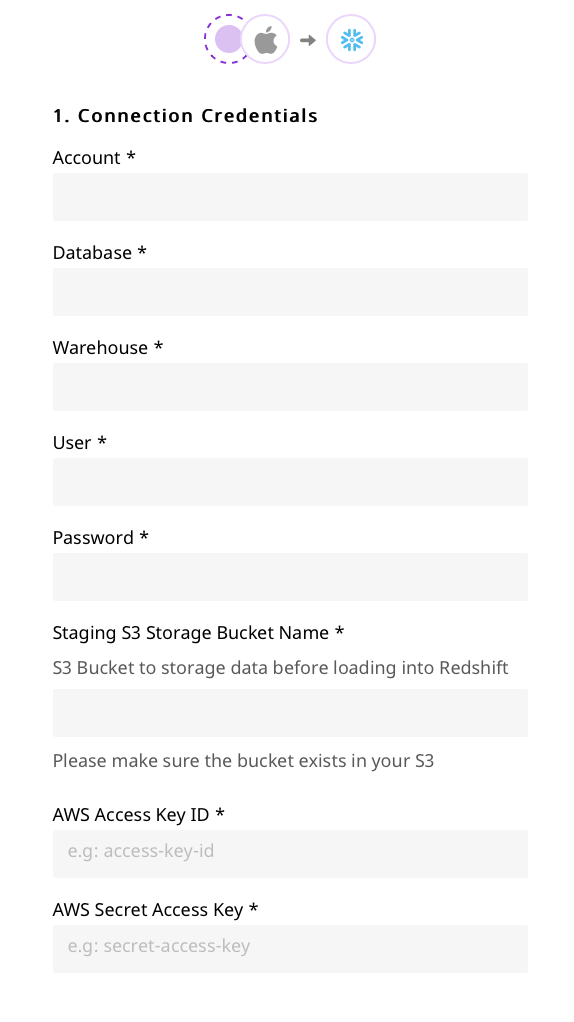 1. Connection Credentials
Account *
Database *
Warehouse *
User *
Password *
Staging S3 Storage Bucket Name *
S3 Bucket to storage data before loading into Redshift
Please make sure the bucket exists in your S3
AWS Access Key ID *
e.g: access-key-id
AWS Secret Access Key *
e.g: secret-access-key